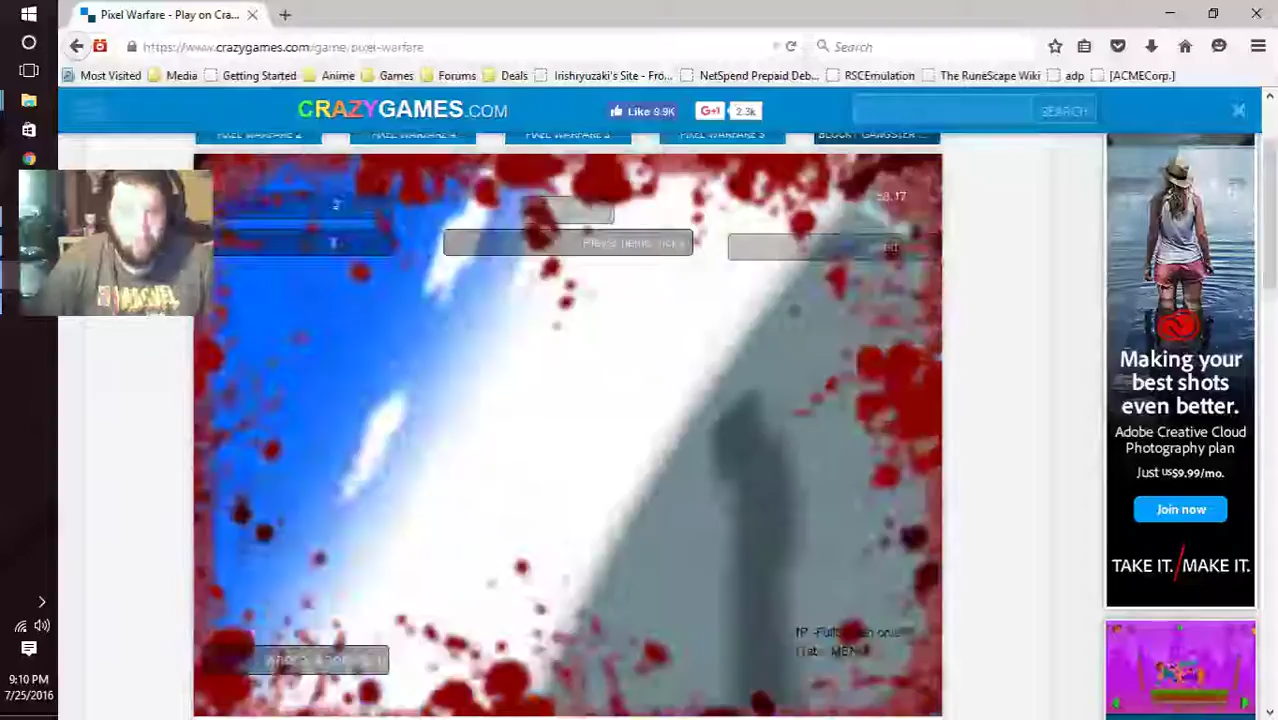 Pixel Warfare - Play on Cra...
https://www.crazygames.com/game/pixel-warfare
Search
Most Visited
Media
Getting Started
Anime
Games
Forums
Deals
Irishryuzaki's Site - Fro...
NetSpend Prepaid Deb...
RSCEmulation
The RuneScape Wiki
adp
[ACMECorp.]
CRAZYGAMES.COM
Like 9.9K
G+1
2.3k
SEARCH
PIXEL WARFARE
PIXEL WARFARE
PIXEL WARFARE
PIXEL WARFARE 5
BLOCKY GANGSTER ...
MARVEL
MENU
Making your
best shots
even better.
Adobe Creative Cloud
Photography plan
Just US$9.99/mo.
Join now
TAKE IT. / MAKE IT.
9:10 PM
7/25/2016